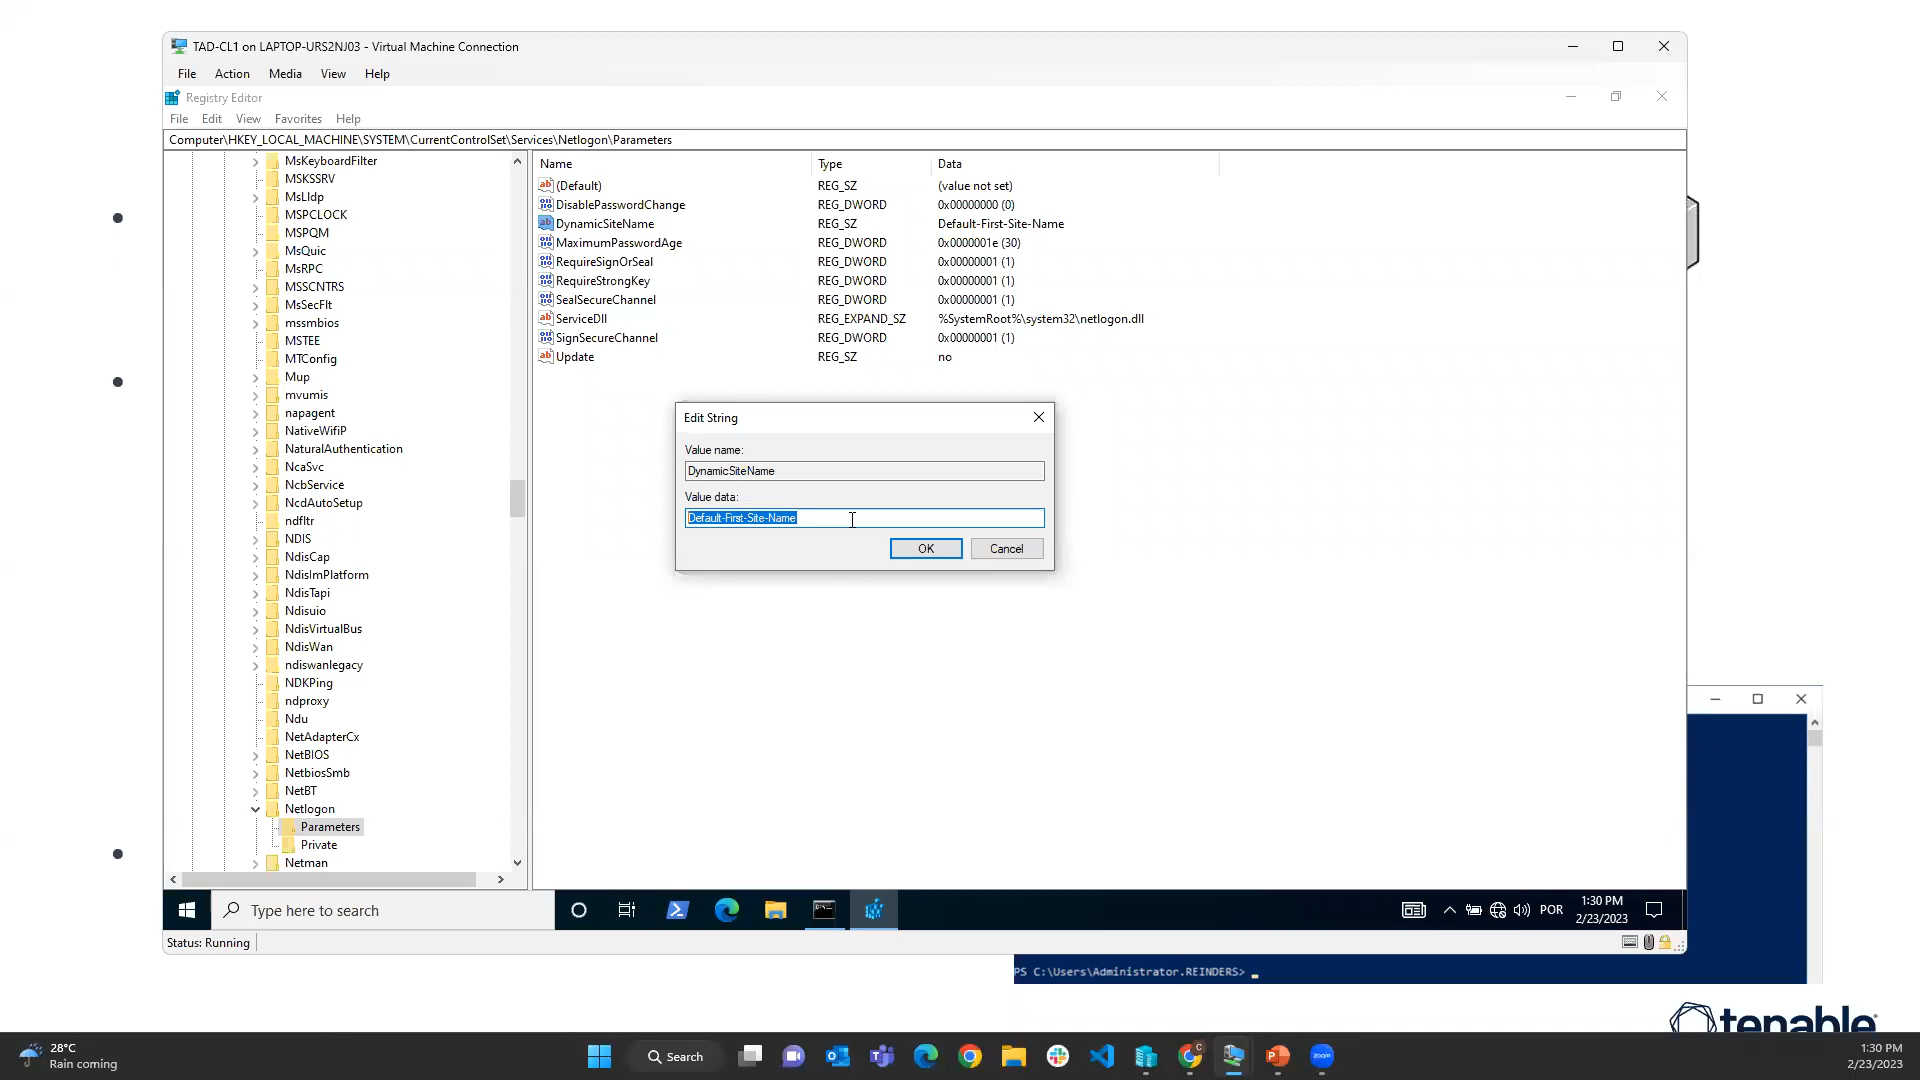 TAD-CL1 on LAPTOP-URS2NJ03 - Virtual Machine Connection
File Action Media View Help
Registry Editor
File Edit View Favorites Help
Computer\HKEY_LOCAL_MACHINE\SYSTEM\CurrentControlSet\Services\Netlogon\Parameters
MsKeyboardFilter
MSKSSRV
MsLldp
MSPCLOCK
MSPQM
MsQuic
MsRPC
MSSCNTRS
MsSecFlt
mssmbios
MSTEE
MTConfig
Mup
mvumis
napagent
NativeWifiP
NaturalAuthentication
NcaSvc
NcbService
NcdAutoSetup
ndfltr
NDIS
NdisCap
NdisImPlatform
NdisTapi
Ndisuio
NdisVirtualBus
NdisWan
ndiswanlegacy
NDKPing
ndproxy
Ndu
NetAdapterCx
NetBIOS
NetbiosSmb
NetBT
Netlogon
Parameters
Private
Netman
Name Type Data
(Default) REG_SZ (value not set)
DisablePasswordChange REG_DWORD 0x00000000 (0)
DynamicSiteName REG_SZ Default-First-Site-Name
MaximumPasswordAge REG_DWORD 0x0000001e (30)
RequireSignOrSeal REG_DWORD 0x00000001 (1)
RequireStrongKey REG_DWORD 0x00000001 (1)
SealSecureChannel REG_DWORD 0x00000001 (1)
ServiceDll REG_EXPAND_SZ %SystemRoot%\system32\netlogon.dll
SignSecureChannel REG_DWORD 0x00000001 (1)
Update REG_SZ no
Edit String
Value name:
DynamicSiteName
Value data:
Default-First-Site-Name
OK Cancel
Type here to search
POR
1:30 PM
2/23/2023
Status: Running
PS C:\Users\Administrator.REINDERS>
tenable
28°C
Rain coming
Search
zoom
1:30 PM
2/23/2023